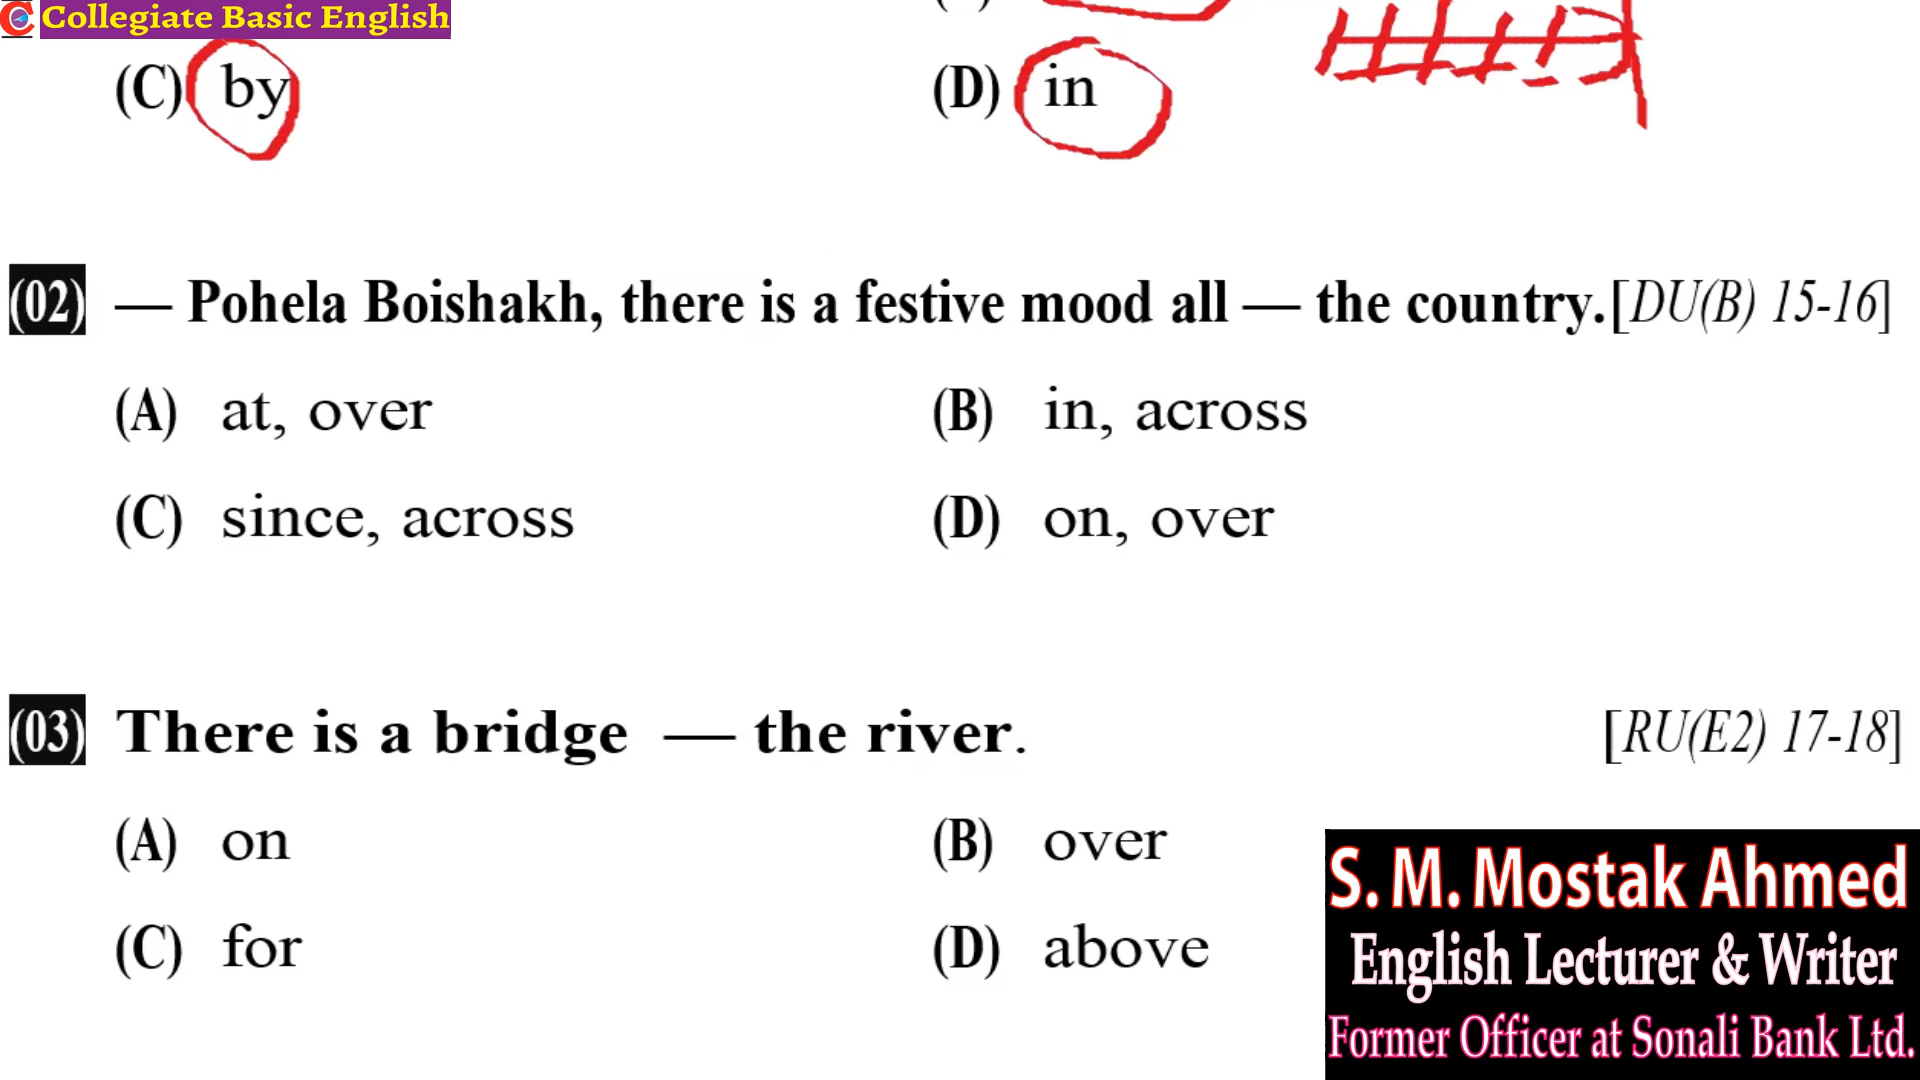 Collegiate Basic English
(C) by (D) in
(02) — Pohela Boishakh, there is a festive mood all — the country.[DU(B) 15-16]
(A) at, over (B) in, across
(C) since, across (D) on, over
(03) There is a bridge — the river. [RU(E2) 17-18]
(A) on (B) over
(C) for (D) above
S. M. Mostak Ahmed
English Lecturer & Writer
Former Officer at Sonali Bank Ltd.